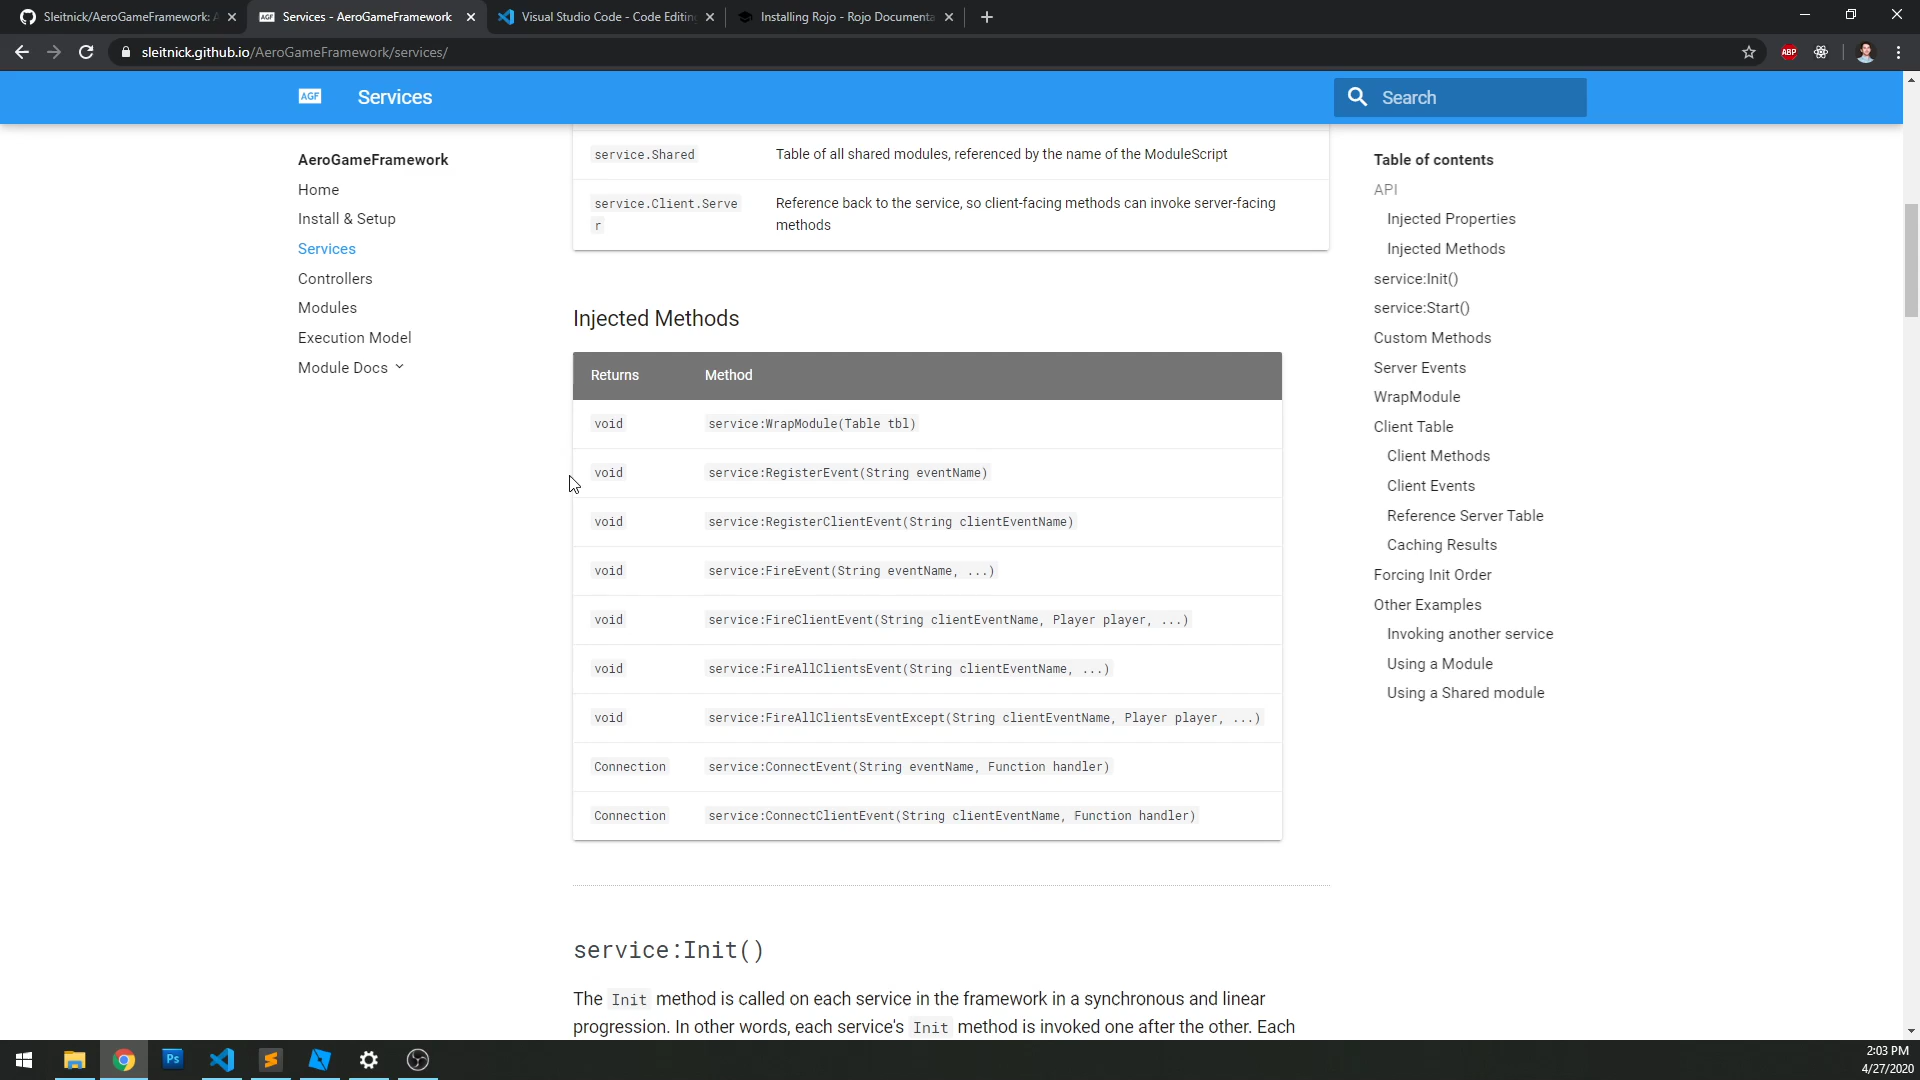 Sleitnick/AeroGameFramework: A
Services - AeroGameFramework
Visual Studio Code - Code Editing
Installing Rojo - Rojo Documenta
sleitnick.github.io/AeroGameFramework/services/
ABP
AGF
Services
Search
AeroGameFramework
Home
Install & Setup
Services
Controllers
Modules
Execution Model
Module Docs
service.Shared
Table of all shared modules, referenced by the name of the ModuleScript
service.Client.Serve
r
Reference back to the service, so client-facing methods can invoke server-facing
methods
Injected Methods
Returns Method
void service:WrapModule(Table tbl)
void service:RegisterEvent(String eventName)
void service:RegisterClientEvent(String clientEventName)
void service:FireEvent(String eventName, ...)
void service:FireClientEvent(String clientEventName, Player player, ...)
void service:FireAllClientsEvent(String clientEventName, ...)
void service:FireAllClientsEventExcept(String clientEventName, Player player, ...)
Connection service:ConnectEvent(String eventName, Function handler)
Connection service:ConnectClientEvent(String clientEventName, Function handler)
service:Init()
The Init method is called on each service in the framework in a synchronous and linear
progression. In other words, each service's Init method is invoked one after the other. Each
Table of contents
API
Injected Properties
Injected Methods
service:Init()
service:Start()
Custom Methods
Server Events
WrapModule
Client Table
Client Methods
Client Events
Reference Server Table
Caching Results
Forcing Init Order
Other Examples
Invoking another service
Using a Module
Using a Shared module
Ps
2:03 PM
4/27/2020